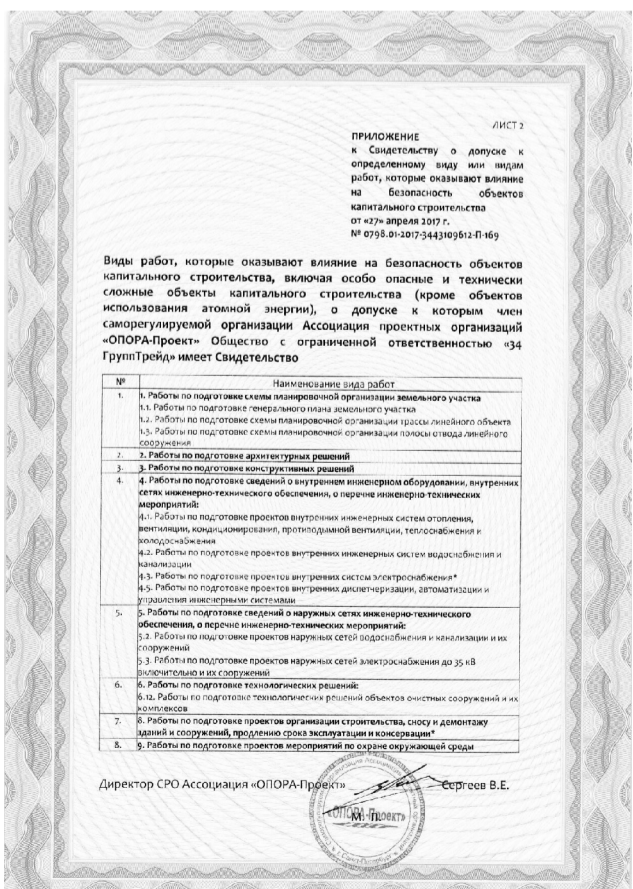 ЛИСТ 2
ПРИЛОЖЕНИЕ
к Свидетельству о допуске к
определенному виду или видам
работ, которые оказывают влияние
на безопасность объектов
капитального строительства
от «27» апреля 2017 г.
№ 0798.01-2017-3443109612-П-169
Виды работ, которые оказывают влияние на безопасность объектов
капитального строительства, включая особо опасные и технически
сложные объекты капитального строительства (кроме объектов
использования атомной энергии), о допуске к которым член
саморегулируемой организации Ассоциация проектных организаций
«ОПОРА-Проект» Общество с ограниченной ответственностью «34
ГруппТрейд» имеет Свидетельство
№ Наименование вида работ
1. 1. Работы по подготовке схемы планировочной организации земельного участка
1.1. Работы по подготовке генерального плана земельного участка
1.2. Работы по подготовке схемы планировочной организации трассы линейного объекта
1.3. Работы по подготовке схемы планировочной организации полосы отвода линейного
сооружения
2. 2. Работы по подготовке архитектурных решений
3. 3. Работы по подготовке конструктивных решений
4. 4. Работы по подготовке сведений о внутреннем инженерном оборудовании, внутренних
сетях инженерно-технического обеспечения, о перечне инженерно-технических
мероприятий:
4.1. Работы по подготовке проектов внутренних инженерных систем отопления,
вентиляции, кондиционирования, противодымной вентиляции, теплоснабжения и
холодоснабжения
4.2. Работы по подготовке проектов внутренних инженерных систем водоснабжения и
канализации
4.3. Работы по подготовке проектов внутренних систем электроснабжения*
4.5. Работы по подготовке проектов внутренних диспетчеризации, автоматизации и
управления инженерными системами
5. 5. Работы по подготовке сведений о наружных сетях инженерно-технического
обеспечения, о перечне инженерно-технических мероприятий:
5.2. Работы по подготовке проектов наружных сетей водоснабжения и канализации и их
сооружений
5.3. Работы по подготовке проектов наружных сетей электроснабжения до 35 кВ
включительно и их сооружений
6. 6. Работы по подготовке технологических решений:
6.12. Работы по подготовке технологических решений объектов очистных сооружений и их
комплексов
7. 8. Работы по подготовке проектов организации строительства, сносу и демонтажу
зданий и сооружений, продлению срока эксплуатации и консервации*
8. 9. Работы по подготовке проектов мероприятий по охране окружающей среды
Директор СРО Ассоциация «ОПОРА-Проект» Сергеев В.Е.
«ОПОРА-Проект»
М. П.
г. Санкт-Петербург